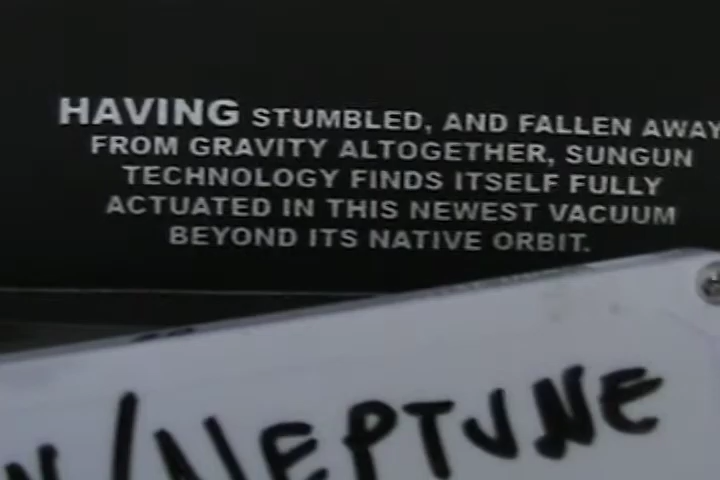 HAVING STUMBLED, AND FALLEN AWAY
FROM GRAVITY ALTOGETHER, SUNGUN
TECHNOLOGY FINDS ITSELF FULLY
ACTUATED IN THIS NEWEST VACUUM
BEYOND ITS NATIVE ORBIT.
/NEPTUNE